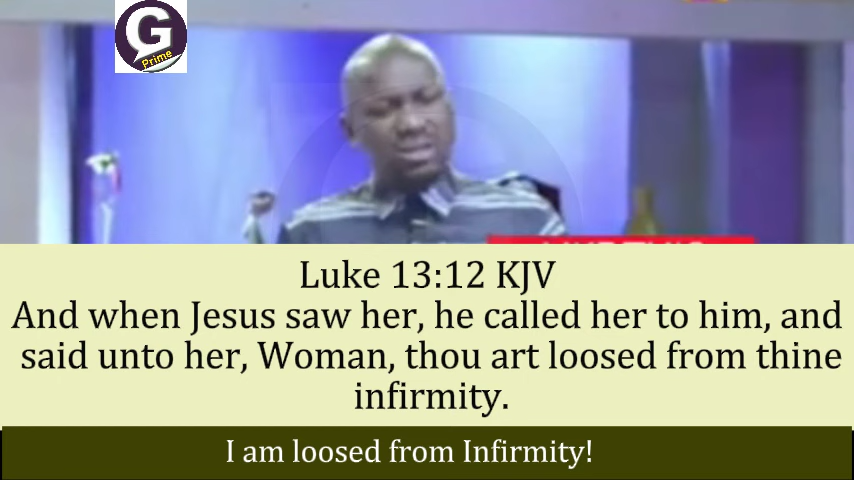 G
Prime
Luke 13:12 KJV
And when Jesus saw her, he called her to him, and
said unto her, Woman, thou art loosed from thine
infirmity.
I am loosed from Infirmity!